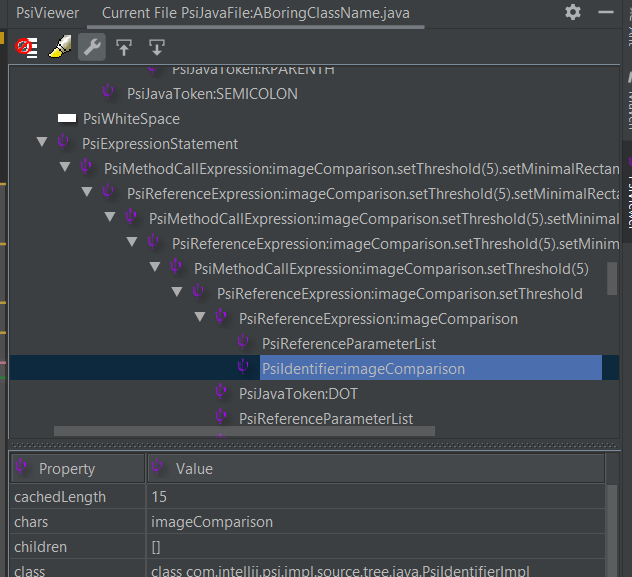 PsiViewer Current File PsiJavaFile:ABoringClassName.java
PsiJavaToken:RPARENTH
PsiJavaToken:SEMICOLON
PsiWhiteSpace
PsiExpressionStatement
PsiMethodCallExpression:imageComparison.setThreshold(5).setMinimalRecta
PsiReferenceExpression:imageComparison.setThreshold(5).setMinimalRecta
PsiMethodCallExpression:imageComparison.setThreshold(5).setMinimal
PsiReferenceExpression:imageComparison.setThreshold(5).setMinim
PsiMethodCallExpression:imageComparison.setThreshold(5)
PsiReferenceExpression:imageComparison.setThreshold
PsiReferenceExpression:imageComparison
PsiReferenceParameterList
PsiIdentifier:imageComparison
PsiJavaToken:DOT
PsiReferenceParameterList
Property Value
cachedLength 15
chars imageComparison
children []
class class com.intellij.psi.impl.source.tree.java.PsiIdentifierImpl